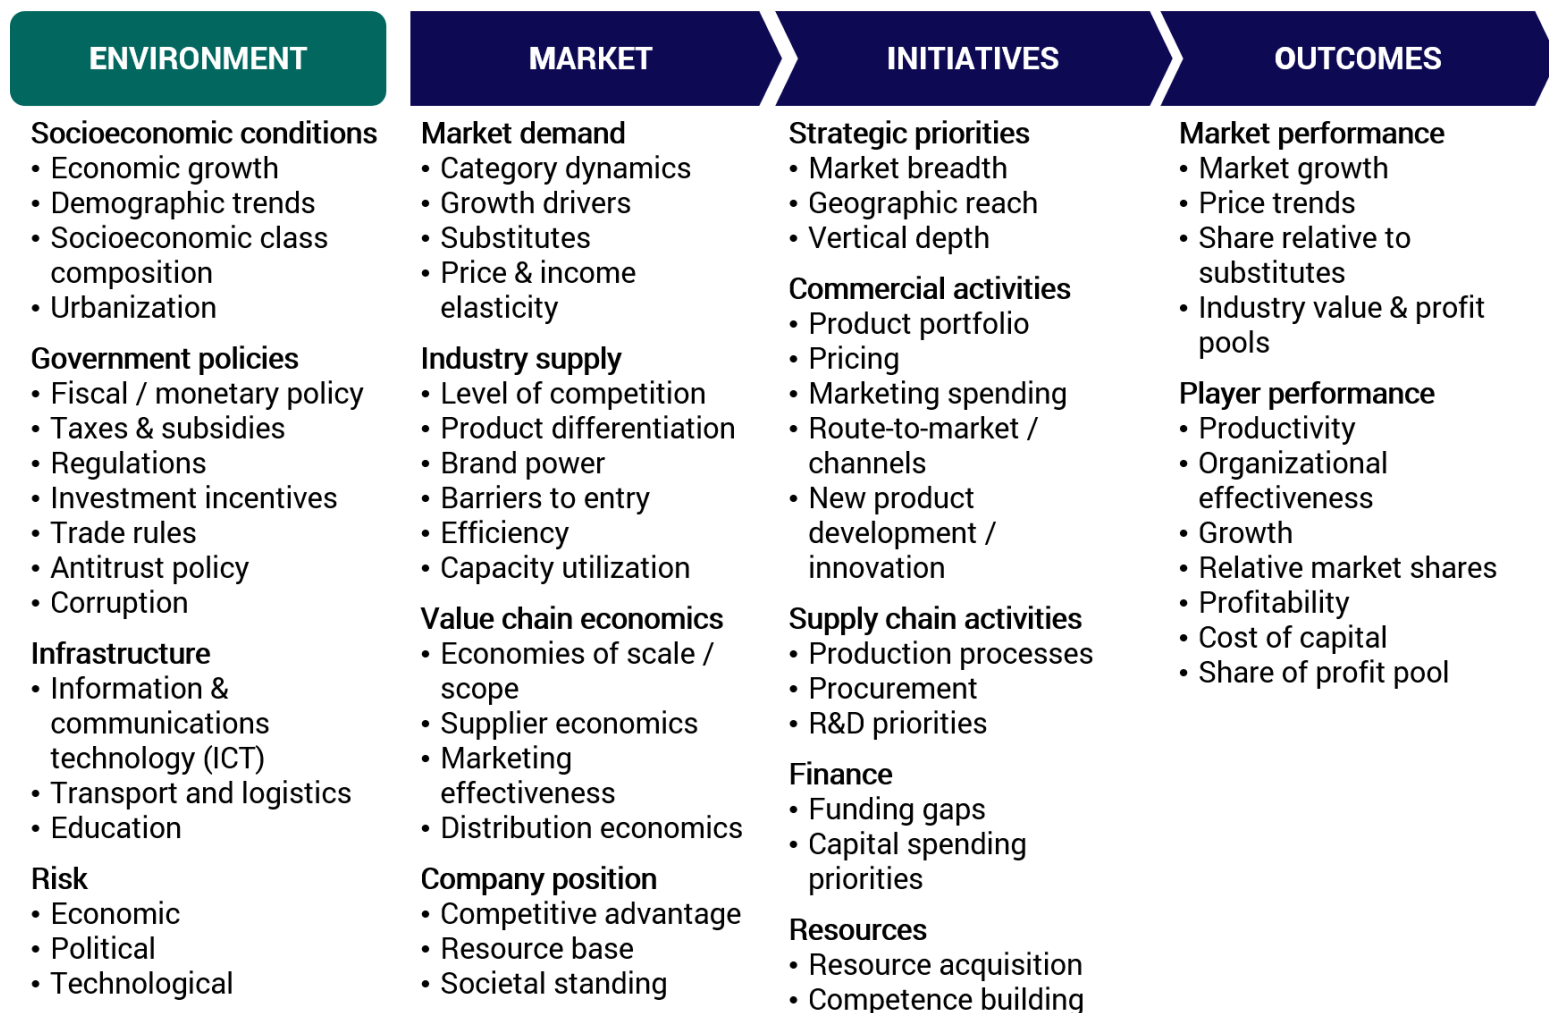 ENVIRONMENT
Socioeconomic conditions
• Economic growth
• Demographic trends
• Socioeconomic class
composition
• Urbanization
Government policies
• Fiscal / monetary policy
• Taxes & subsidies
• Regulations
• Investment incentives
• Trade rules
• Antitrust policy
• Corruption
Infrastructure
• Information &
communications
technology (ICT)
• Transport and logistics
• Education
Risk
• Economic
• Political
• Technological
MARKET
Market demand
• Category dynamics
• Growth drivers
• Substitutes
• Price & income
elasticity
Industry supply
• Level of competition
• Product differentiation
• Brand power
• Barriers to entry
• Efficiency
• Capacity utilization
Value chain economics
• Economies of scale /
scope
• Supplier economics
• Marketing
effectiveness
• Distribution economics
Company position
• Competitive advantage
• Resource base
• Societal standing
INITIATIVES
Strategic priorities
• Market breadth
• Geographic reach
• Vertical depth
Commercial activities
• Product portfolio
• Pricing
• Marketing spending
• Route-to-market /
channels
• New product
development /
innovation
Supply chain activities
• Production processes
• Procurement
• R&D priorities
Finance
• Funding gaps
• Capital spending
priorities
Resources
• Resource acquisition
• Competence building
OUTCOMES
Market performance
• Market growth
• Price trends
• Share relative to
substitutes
• Industry value & profit
pools
Player performance
• Productivity
• Organizational
effectiveness
• Growth
• Relative market shares
• Profitability
• Cost of capital
• Share of profit pool